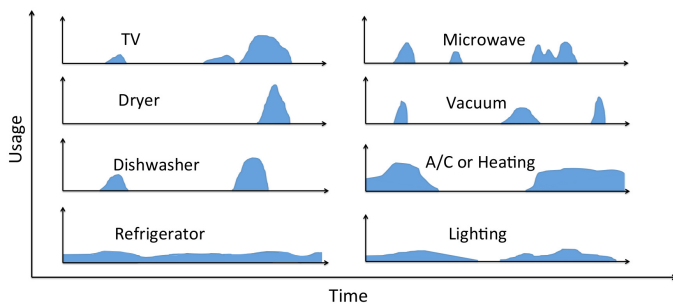 TV
Microwave
Dryer
Vacuum
Dishwasher
A/C or Heating
Refrigerator
Lighting
Usage
Time